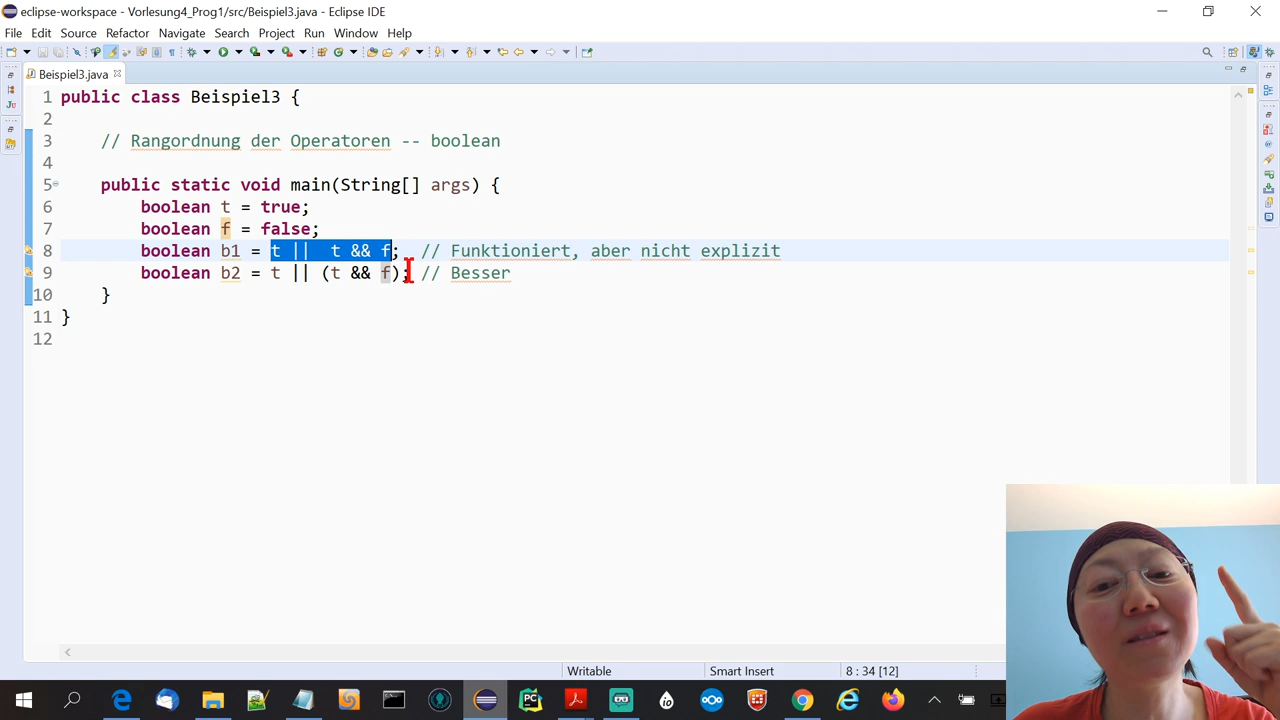 eclipse-workspace - Vorlesung4_Prog1/src/Beispiel3.java - Eclipse IDE
File Edit Source Refactor Navigate Search Project Run Window Help
Beispiel3.java
1 public class Beispiel3 {
2
3 // Rangordnung der Operatoren -- boolean
4
5 public static void main(String[] args) {
6 boolean t = true;
7 boolean f = false;
8 boolean b1 = t || t && f; // Funktioniert, aber nicht explizit
9 boolean b2 = t || (t && f); // Besser
10 }
11 }
12
Writable Smart Insert 8 : 34 [12]